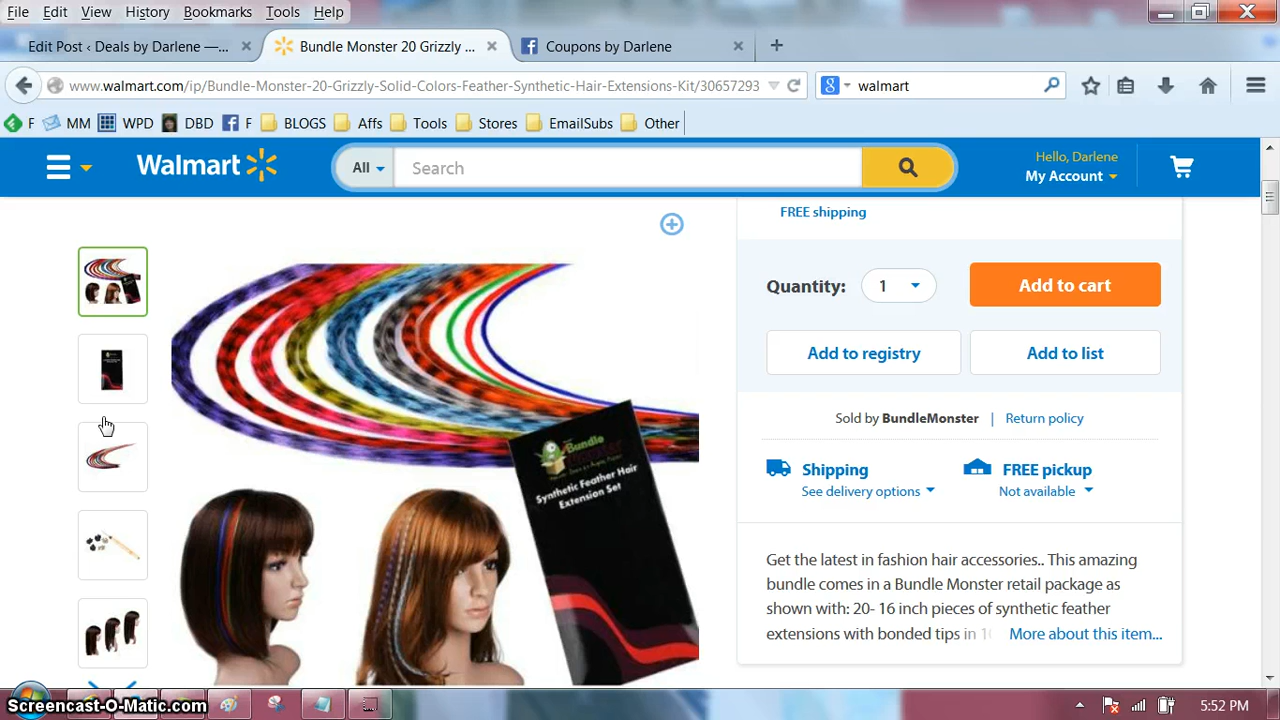 File Edit View History Bookmarks Tools Help
Edit Post ‹ Deals by Darlene —... Bundle Monster 20 Grizzly ... Coupons by Darlene
www.walmart.com/ip/Bundle-Monster-20-Grizzly-Solid-Colors-Feather-Synthetic-Hair-Extensions-Kit/30657293 walmart
F MM WPD DBD F BLOGS Affs Tools Stores EmailSubs Other
Walmart All Search Hello, Darlene
My Account
FREE shipping
Quantity: 1 Add to cart
Add to registry Add to list
Sold by BundleMonster | Return policy
Shipping FREE pickup
See delivery options Not available
Get the latest in fashion hair accessories.. This amazing
bundle comes in a Bundle Monster retail package as
shown with: 20- 16 inch pieces of synthetic feather
extensions with bonded tips in More about this item...
Bundle
Synthetic Feather Hair
Extension Set
Screencast-O-Matic.com 5:52 PM